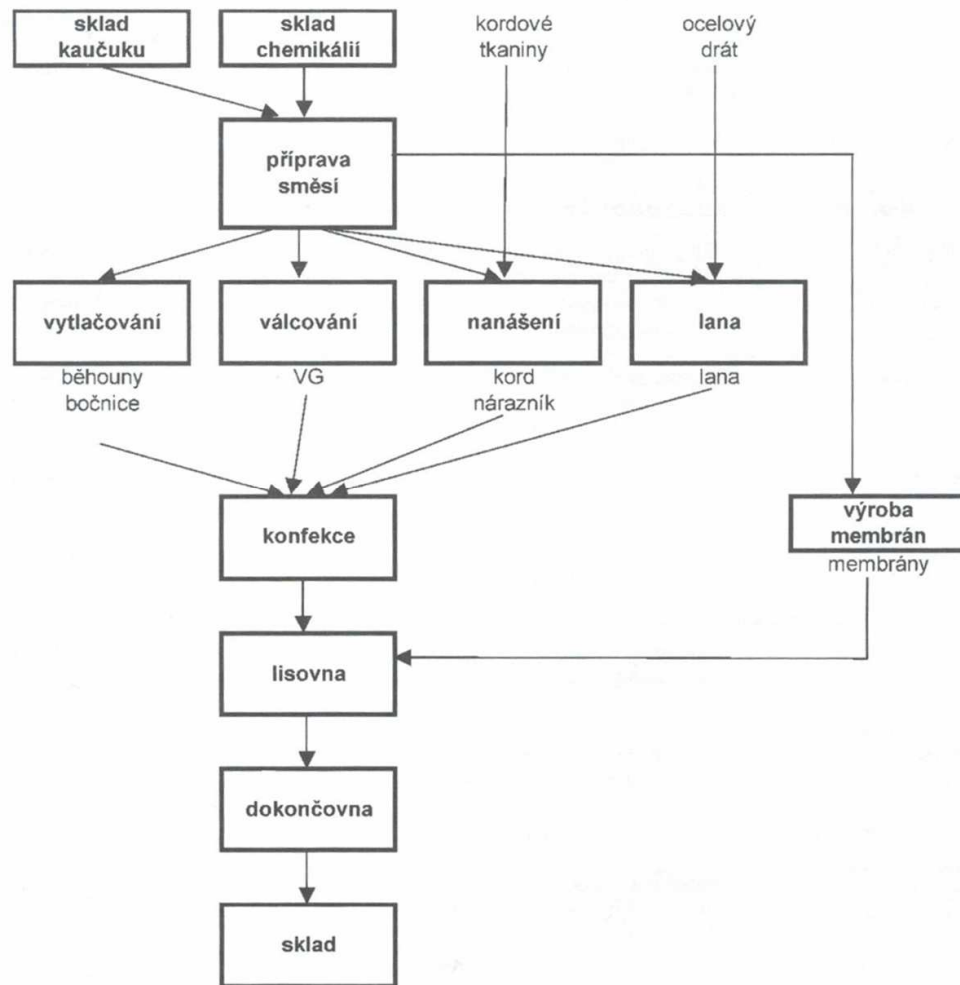 sklad
kaučuku
sklad
chemikálií
kordové
tkaniny
ocelový
drát
příprava
směsí
vytlačování
válcování
nanášení
lana
běhouny
bočnice
VG
kord
nárazník
lana
konfekce
výroba
membrán
membrány
lisovna
dokončovna
sklad